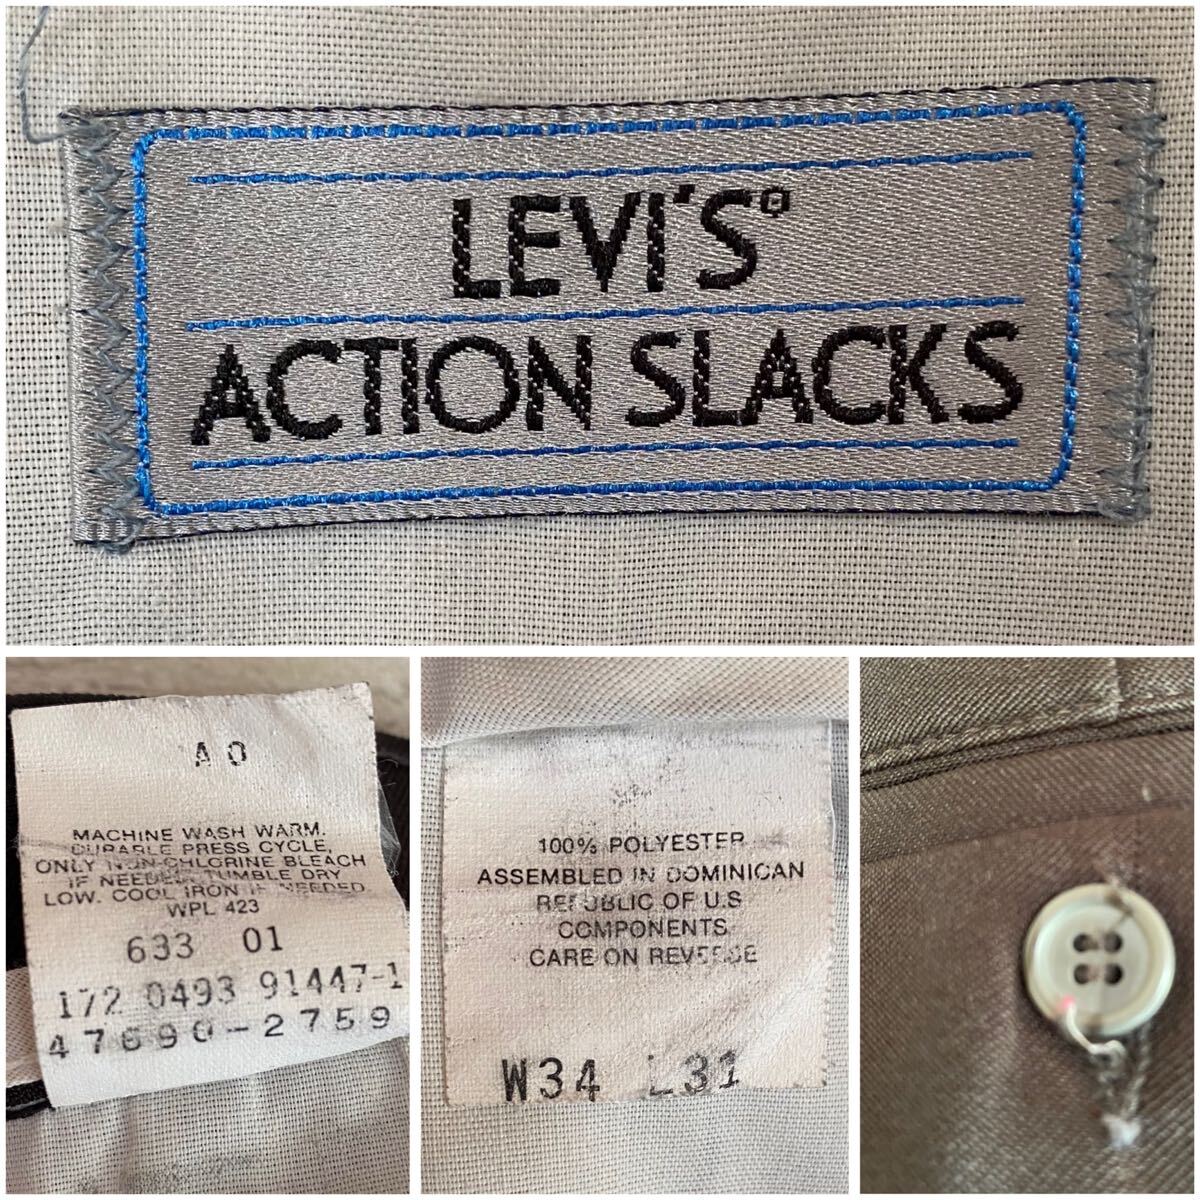 LEVI'S®
ACTION SLACKS
A 0
MACHINE WASH WARM.
DURABLE PRESS CYCLE,
ONLY NON-CHLORINE BLEACH
IF NEEDED. TUMBLE DRY
LOW. COOL IRON IF NEEDED.
WPL 423
633 01
172 0493 91447-1
47690-2759
100% POLYESTER
ASSEMBLED IN DOMINICAN
REPUBLIC OF U.S
COMPONENTS
CARE ON REVERSE
W34 L31